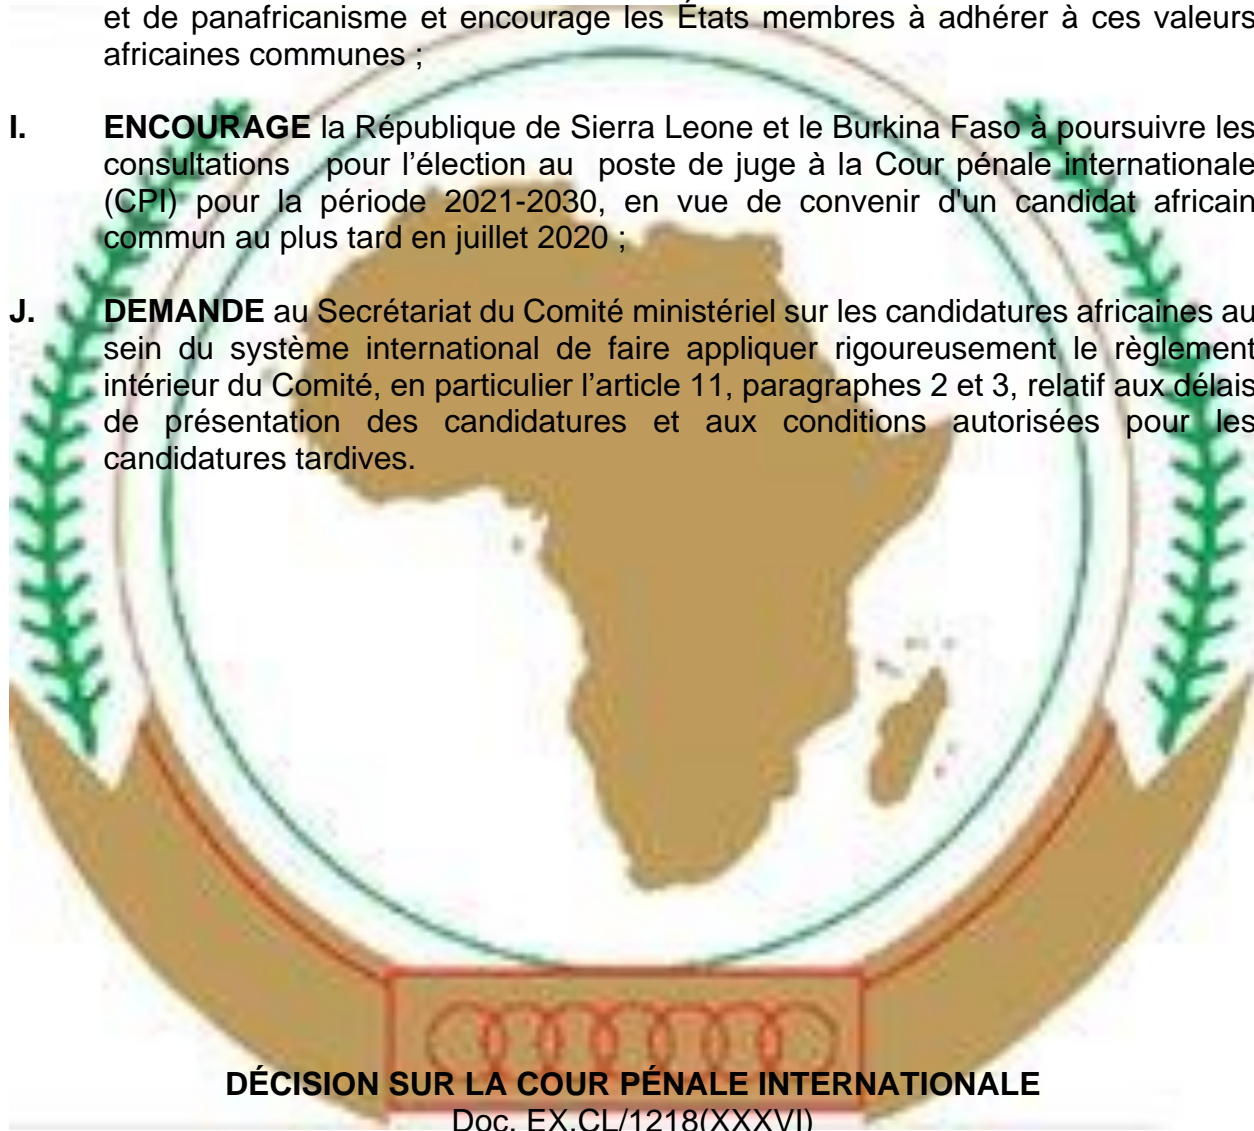 et de panafricanisme et encourage les États membres à adhérer à ces valeurs
africaines communes ;
I. ENCOURAGE la République de Sierra Leone et le Burkina Faso à poursuivre les
consultations pour l’élection au poste de juge à la Cour pénale internationale
(CPI) pour la période 2021-2030, en vue de convenir d'un candidat africain
commun au plus tard en juillet 2020 ;
J. DEMANDE au Secrétariat du Comité ministériel sur les candidatures africaines au
sein du système international de faire appliquer rigoureusement le règlement
intérieur du Comité, en particulier l’article 11, paragraphes 2 et 3, relatif aux délais
de présentation des candidatures et aux conditions autorisées pour les
candidatures tardives.
DÉCISION SUR LA COUR PÉNALE INTERNATIONALE
Doc. EX.CL/1218(XXXVI)